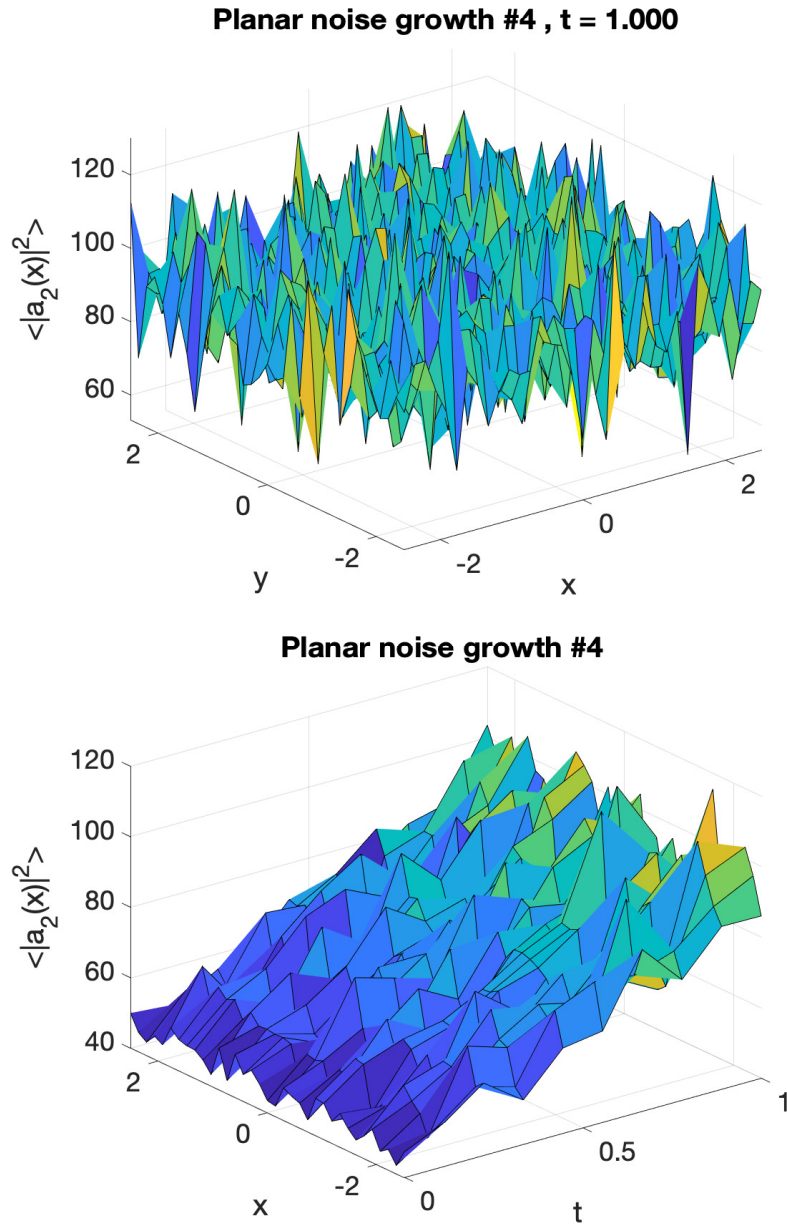 Planar noise growth #4 , t = 1.000
120
100
80
60
<|a₂(x)|²>
2
0
-2
y
-2
0
2
x
Planar noise growth #4
120
100
80
60
40
<|a₂(x)|²>
2
0
-2
x
0
0.5
1
t